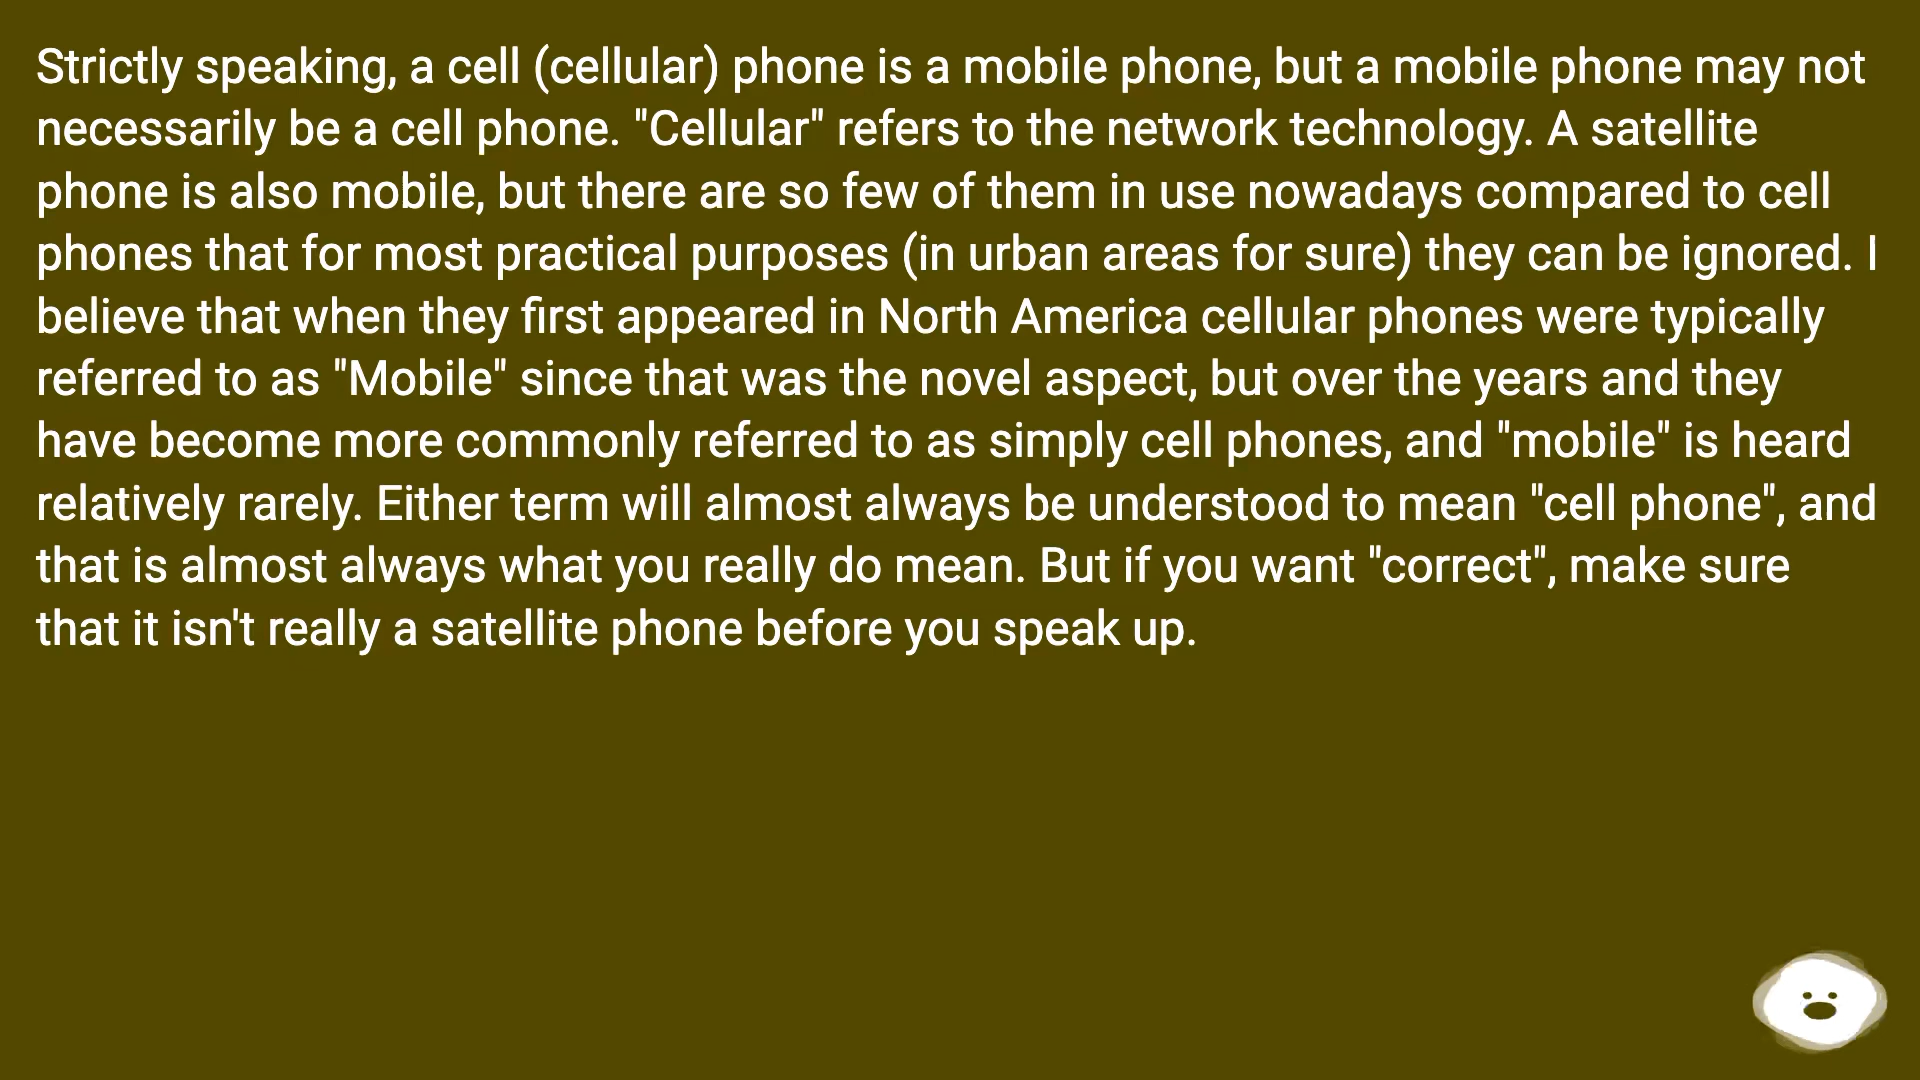 Strictly speaking, a cell (cellular) phone is a mobile phone, but a mobile phone may not
necessarily be a cell phone. "Cellular" refers to the network technology. A satellite
phone is also mobile, but there are so few of them in use nowadays compared to cell
phones that for most practical purposes (in urban areas for sure) they can be ignored. I
believe that when they first appeared in North America cellular phones were typically
referred to as "Mobile" since that was the novel aspect, but over the years and they
have become more commonly referred to as simply cell phones, and "mobile" is heard
relatively rarely. Either term will almost always be understood to mean "cell phone", and
that is almost always what you really do mean. But if you want "correct", make sure
that it isn't really a satellite phone before you speak up.